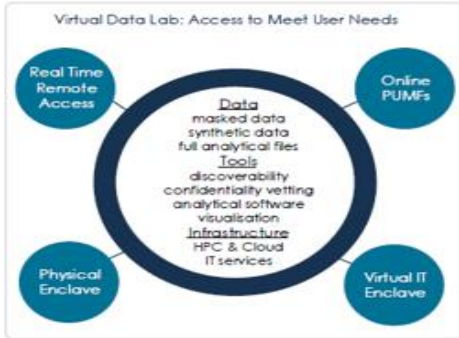 Virtual Data Lab: Access to Meet User Needs
Real Time
Remote
Access
Online
PUMFs
Data
masked data
synthetic data
full analytical files
Tools
discoverability
confidentiality vetting
analytical software
visualisation
Infrastructure
HPC & Cloud
IT services
Physical
Enclave
Virtual IT
Enclave